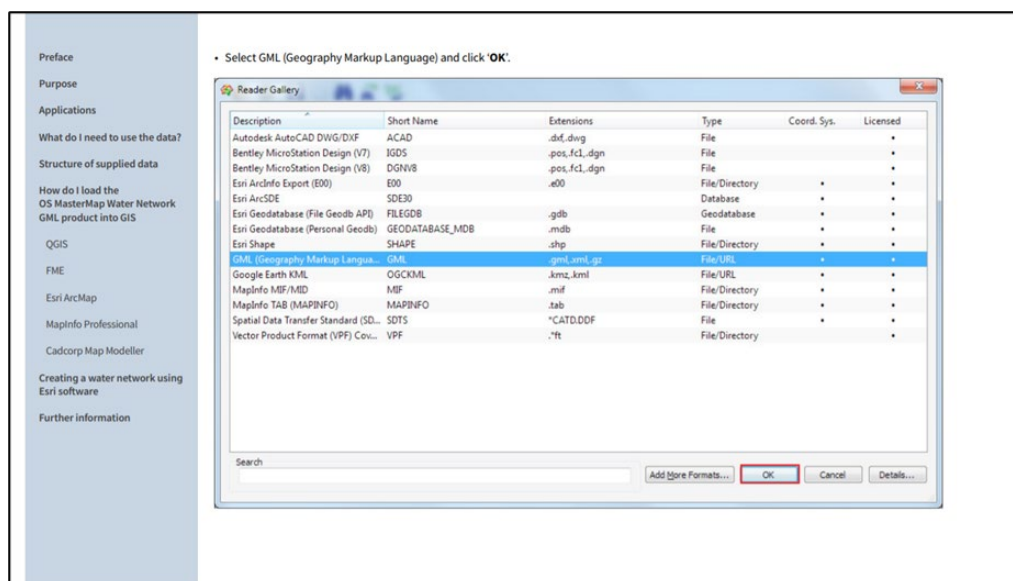 Preface
Purpose
Applications
What do I need to use the data?
Structure of supplied data
How do I load the
OS MasterMap Water Network
GML product into GIS
QGIS
FME
Esri ArcMap
MapInfo Professional
Cadcorp Map Modeller
Creating a water network using
Esri software
Further information
• Select GML (Geography Markup Language) and click ‘OK’.
Reader Gallery
Description Short Name Extensions Type Coord. Sys. Licensed
Autodesk AutoCAD DWG/DXF ACAD .dxf,.dwg File •
Bentley MicroStation Design (V7) IGDS .pos,.fc1,.dgn File •
Bentley MicroStation Design (V8) DGNV8 .pos,.fc1,.dgn File •
Esri ArcInfo Export (E00) E00 .e00 File/Directory • •
Esri ArcSDE SDE30 Database • •
Esri Geodatabase (File Geodb API) FILEGDB .gdb Geodatabase • •
Esri Geodatabase (Personal Geodb) GEODATABASE_MDB .mdb File • •
Esri Shape SHAPE .shp File/Directory • •
GML (Geography Markup Langua... GML .gml,.xml,.gz File/URL • •
Google Earth KML OGCKML .kmz,.kml File/URL • •
MapInfo MIF/MID MIF .mif File/Directory • •
MapInfo TAB (MAPINFO) MAPINFO .tab File/Directory • •
Spatial Data Transfer Standard (SD... SDTS *CATD.DDF File • •
Vector Product Format (VPF) Cov... VPF .*ft File/Directory •
Search
Add More Formats... OK Cancel Details...